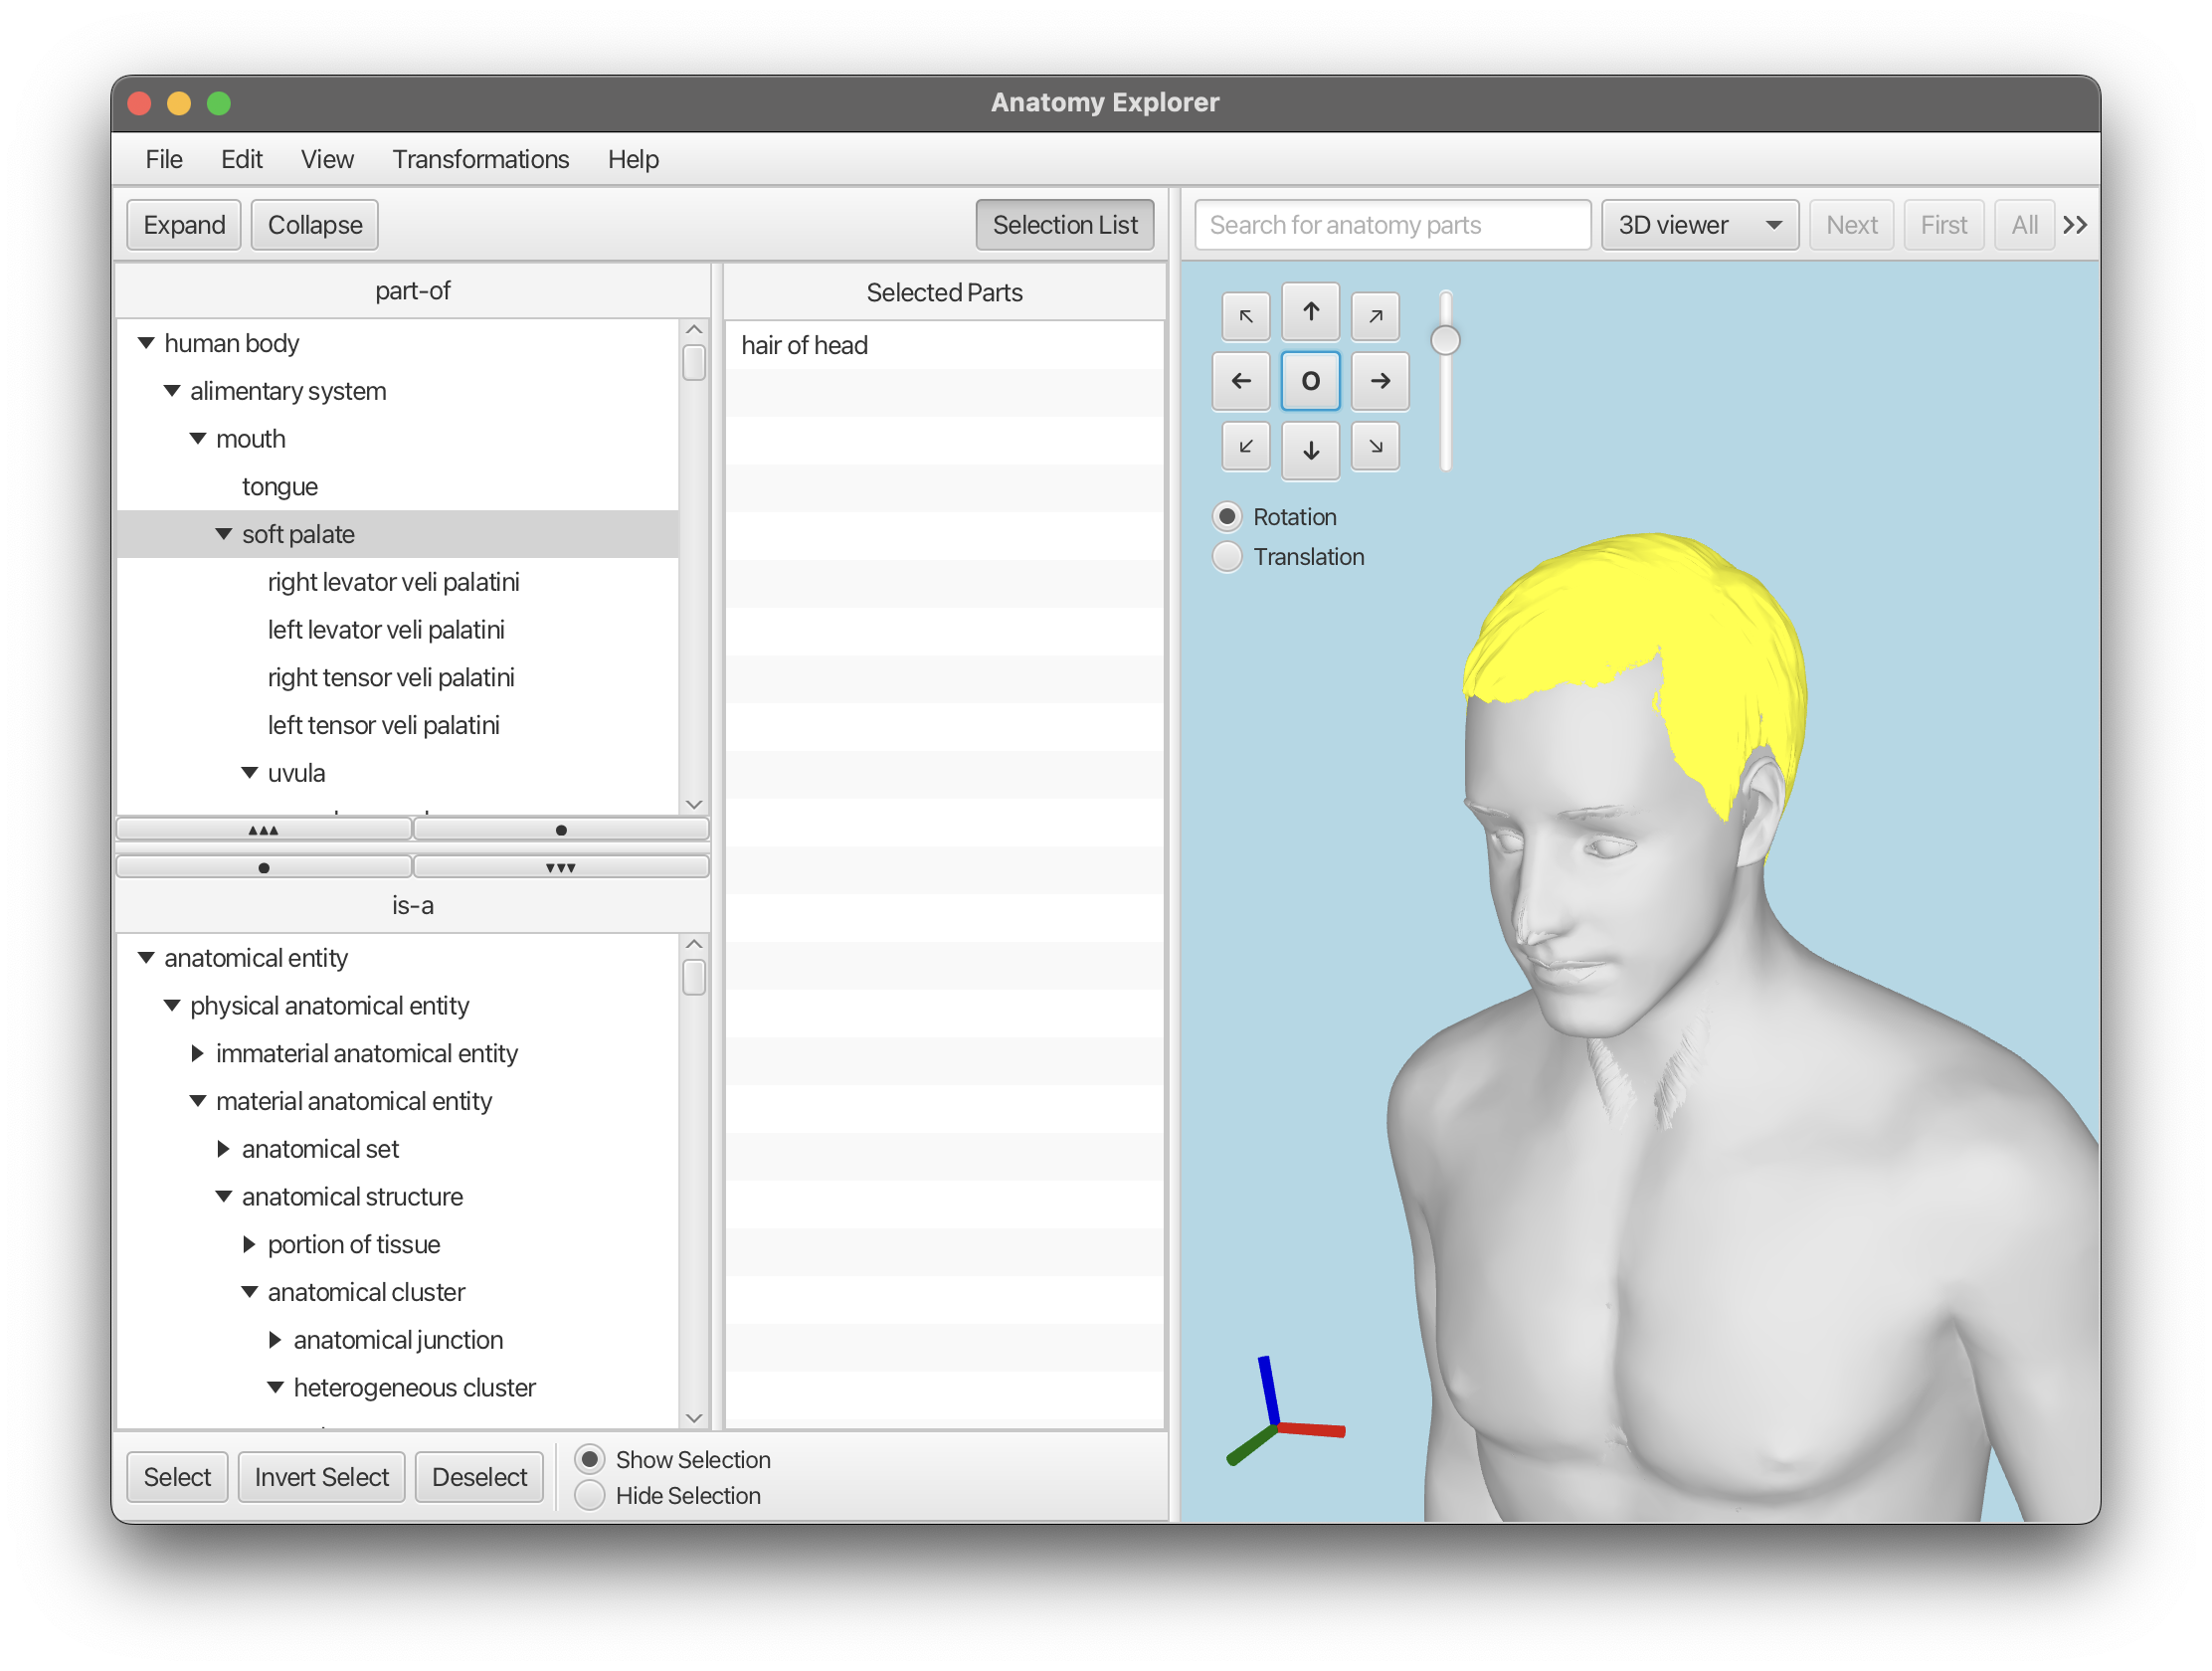 Anatomy Explorer
File Edit View Transformations Help
Expand Collapse Selection List
Search for anatomy parts 3D viewer Next First All
part-of
human body
alimentary system
mouth
tongue
soft palate
right levator veli palatini
left levator veli palatini
right tensor veli palatini
left tensor veli palatini
uvula
is-a
anatomical entity
physical anatomical entity
immaterial anatomical entity
material anatomical entity
anatomical set
anatomical structure
portion of tissue
anatomical cluster
anatomical junction
heterogeneous cluster
Selected Parts
hair of head
O
Rotation
Translation
Select Invert Select Deselect
Show Selection
Hide Selection